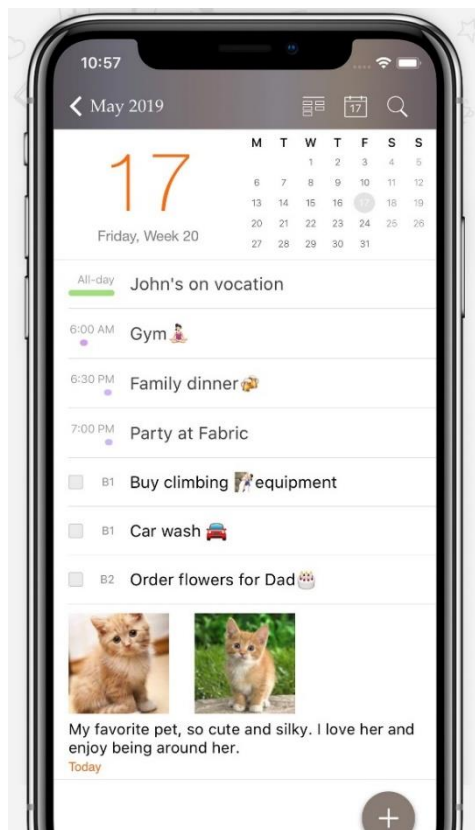 10:57
May 2019
17
17
Friday, Week 20
M T W T F S S
1 2 3 4 5
6 7 8 9 10 11 12
13 14 15 16 17 18 19
20 21 22 23 24 25 26
27 28 29 30 31
All-day John's on vocation
6:00 AM Gym🧘🏻‍♀️
6:30 PM Family dinner🍻
7:00 PM Party at Fabric
B1 Buy climbing equipment
B1 Car wash 🚘
B2 Order flowers for Dad🎂
My favorite pet, so cute and silky. I love her and
enjoy being around her.
Today